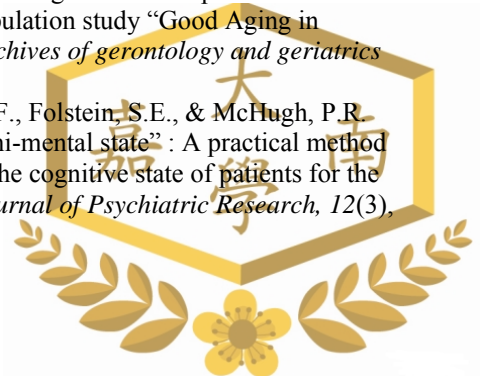 pulation study “Good Aging in
chives of gerontology and geriatrics
F., Folstein, S.E., & McHugh, P.R.
ni-mental state” : A practical method
he cognitive state of patients for the
urnal of Psychiatric Research, 12(3),
大
嘉 南
學